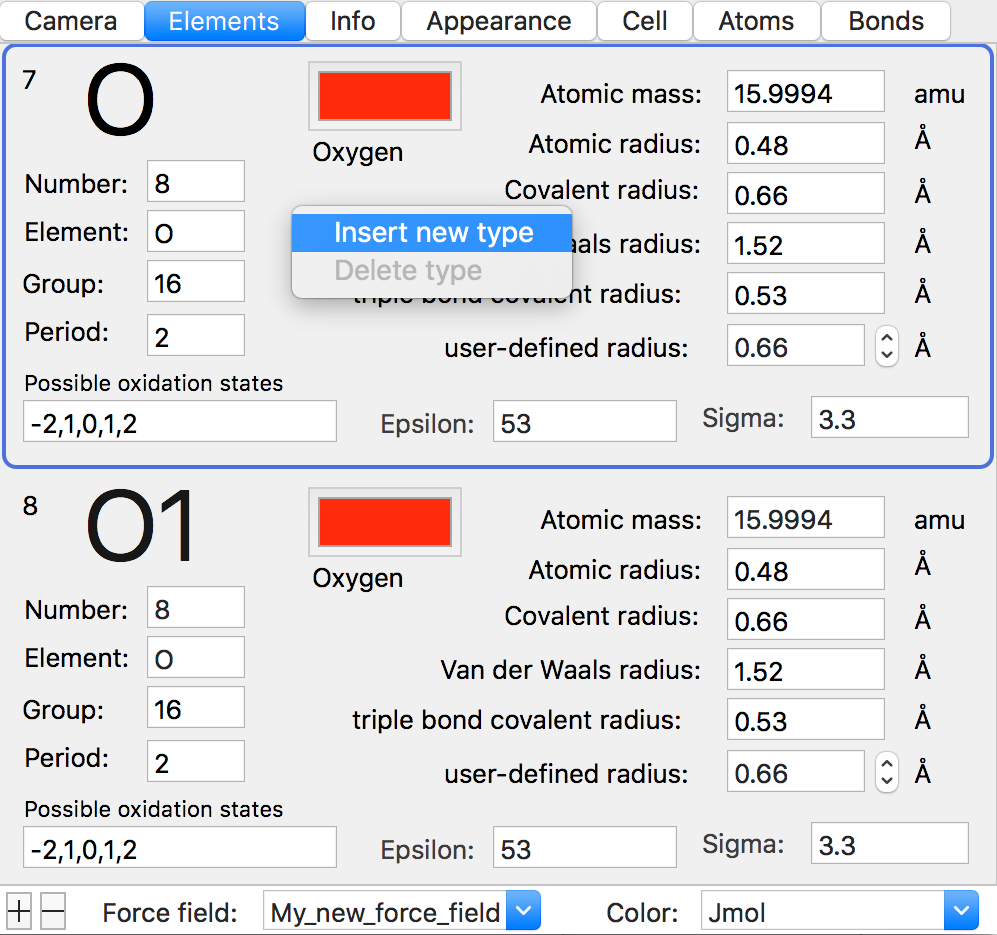 Camera Elements Info Appearance Cell Atoms Bonds
7 O
Oxygen
Atomic mass: 15.9994 amu
Atomic radius: 0.48 Å
Number: 8
Covalent radius: 0.66 Å
Insert new type
Element: O
aals radius: 1.52 Å
Delete type
Group: 16
triple bond covalent radius: 0.53 Å
Period: 2
user-defined radius: 0.66 Å
Possible oxidation states
-2,1,0,1,2
Epsilon: 53
Sigma: 3.3
8 O1
Oxygen
Atomic mass: 15.9994 amu
Atomic radius: 0.48 Å
Number: 8
Covalent radius: 0.66 Å
Element: O
Van der Waals radius: 1.52 Å
Group: 16
triple bond covalent radius: 0.53 Å
Period: 2
user-defined radius: 0.66 Å
Possible oxidation states
-2,1,0,1,2
Epsilon: 53
Sigma: 3.3
Force field: My_new_force_field Color: Jmol